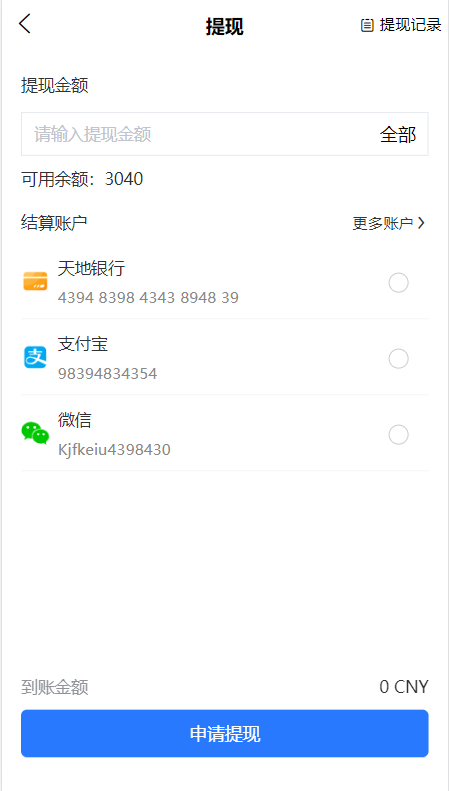 提现
提现记录
提现金额
请输入提现金额
全部
可用余额：3040
结算账户
更多账户
天地银行
4394 8398 4343 8948 39
支付宝
98394834354
微信
Kjfkeiu4398430
到账金额
0 CNY
申请提现